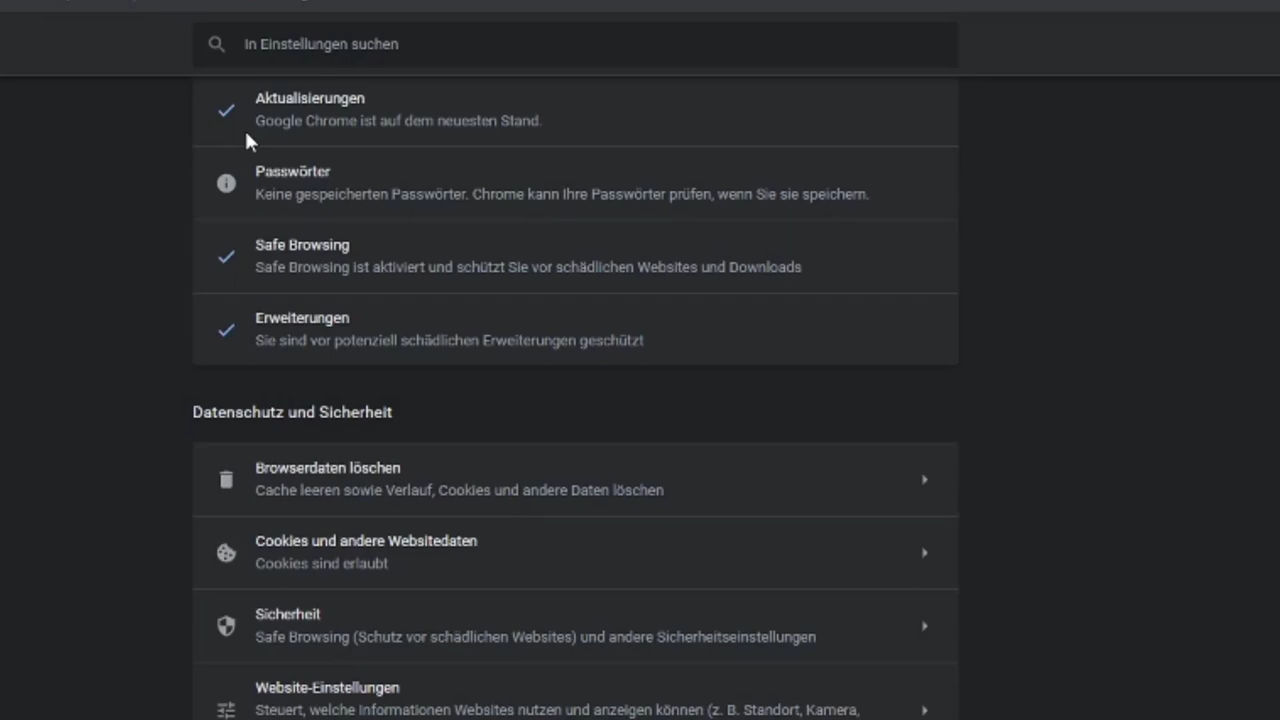 In Einstellungen suchen
Aktualisierungen
Google Chrome ist auf dem neuesten Stand.
Passwörter
Keine gespeicherten Passwörter. Chrome kann Ihre Passwörter prüfen, wenn Sie sie speichern.
Safe Browsing
Safe Browsing ist aktiviert und schützt Sie vor schädlichen Websites und Downloads
Erweiterungen
Sie sind vor potenziell schädlichen Erweiterungen geschützt
Datenschutz und Sicherheit
Browserdaten löschen
Cache leeren sowie Verlauf, Cookies und andere Daten löschen
Cookies und andere Websitedaten
Cookies sind erlaubt
Sicherheit
Safe Browsing (Schutz vor schädlichen Websites) und andere Sicherheitseinstellungen
Website-Einstellungen
Steuert, welche Informationen Websites nutzen und anzeigen können (z. B. Standort, Kamera,